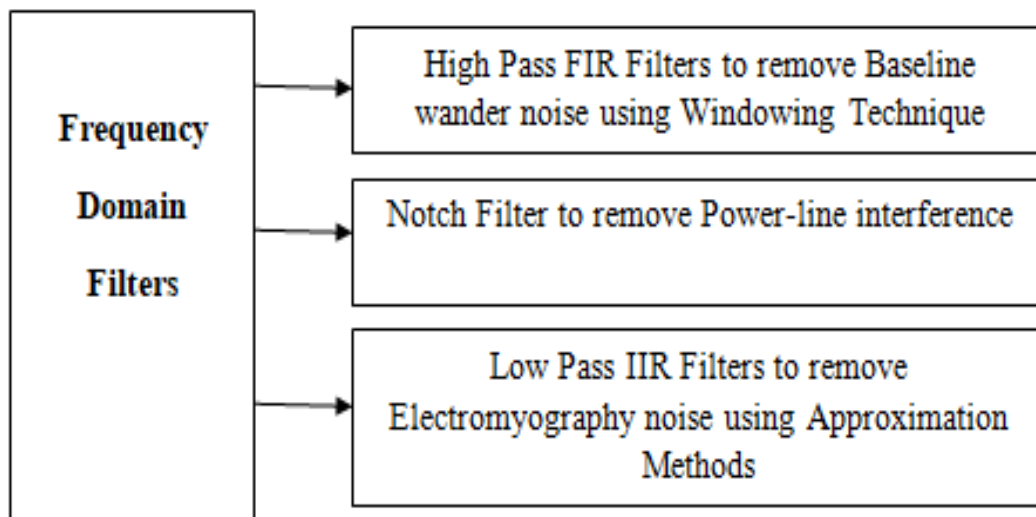 Frequency
Domain
Filters
High Pass FIR Filters to remove Baseline
wander noise using Windowing Technique
Notch Filter to remove Power-line interference
Low Pass IIR Filters to remove
Electromyography noise using Approximation
Methods